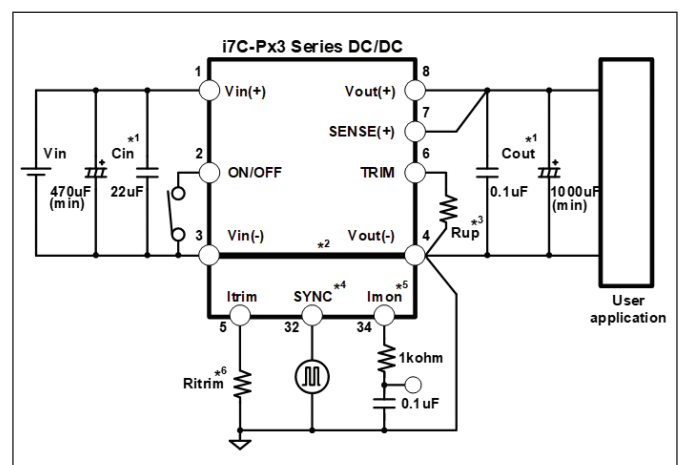 i7C-Px3 Series DC/DC
1
Vin(+)
Vout(+)
8
7
SENSE(+)
2
ON/OFF
TRIM
6
Vin
470uF
(min)
Cin *1
22uF
Cout *1
0.1uF
1000uF
(min)
Rup *3
3
Vin(-)
*2
Vout(-)
4
User
application
Itrim
SYNC *4
Imon *5
5
32
34
1kohm
Ritrim *6
0.1uF